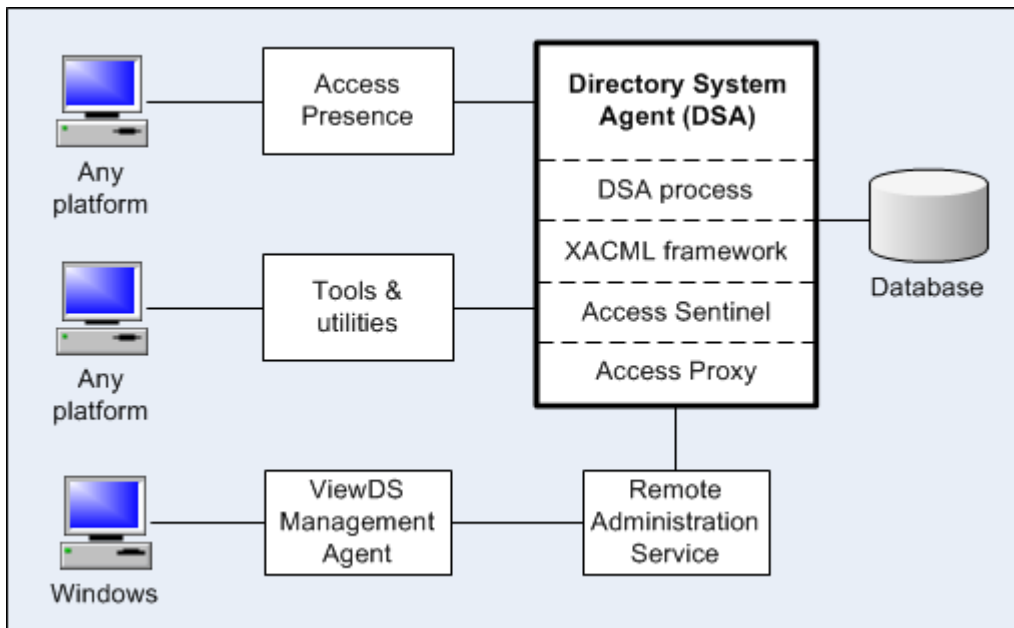 Any
platform
Access
Presence
Directory System
Agent (DSA)
DSA process
XACML framework
Access Sentinel
Access Proxy
Database
Any
platform
Tools &
utilities
Windows
ViewDS
Management
Agent
Remote
Administration
Service